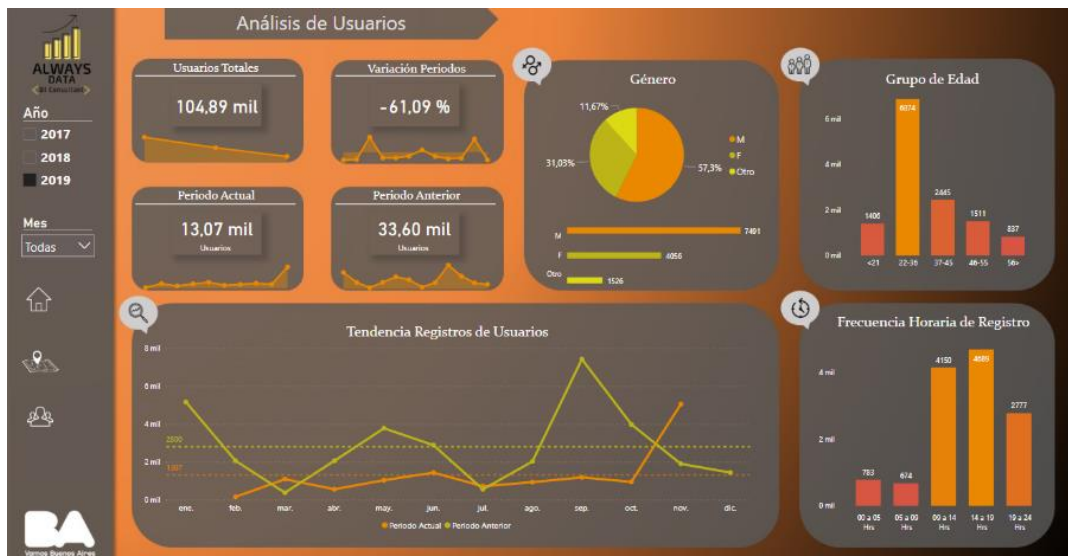 Análisis de Usuarios
ALWAYS
DATA
Año
2017
2018
2019
Mes
Todas
BA
Vamos Buenos Aires
Usuarios Totales
104,89 mil
Variación Periodos
-61,09 %
Periodo Actual
13,07 mil
Usuarios
Periodo Anterior
33,60 mil
Usuarios
Género
11,67%
31,03%
57,3%
M
F
Otro
M 7491
F 4056
Otro 1526
Grupo de Edad
6 mil
4 mil
2 mil
0 mil
1406
6874
2445
1511
837
<21 22-36 37-45 46-55 56>
Tendencia Registros de Usuarios
8 mil
6 mil
4 mil
2 mil
0 mil
2800
1307
ene. feb. mar. abr. may. jun. jul. ago. sep. oct. nov. dic.
Periodo Actual Periodo Anterior
Frecuencia Horaria de Registro
4 mil
2 mil
0 mil
783
674
4150
4689
2777
00 a 05 05 a 09 09 a 14 14 a 19 19 a 24
Hrs Hrs Hrs Hrs Hrs